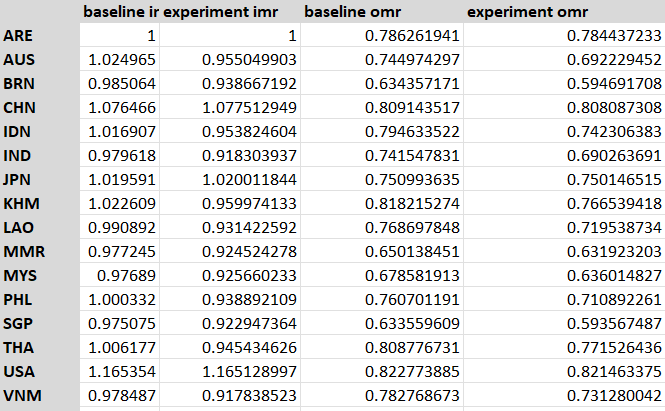 baseline ir experiment imr baseline omr experiment omr
ARE 1 1 0.786261941 0.784437233
AUS 1.024965 0.955049903 0.744974297 0.692229452
BRN 0.985064 0.938667192 0.634357171 0.594691708
CHN 1.076466 1.077512949 0.809143517 0.808087308
IDN 1.016907 0.953824604 0.794633522 0.742306383
IND 0.979618 0.918303937 0.741547831 0.690263691
JPN 1.019591 1.020011844 0.750993635 0.750146515
KHM 1.022609 0.959974133 0.818215274 0.766539418
LAO 0.990892 0.931422592 0.768697848 0.719538734
MMR 0.977245 0.924524278 0.650138451 0.631923203
MYS 0.97689 0.925660233 0.678581913 0.636014827
PHL 1.000332 0.938892109 0.760701191 0.710892261
SGP 0.975075 0.922947364 0.633559609 0.593567487
THA 1.006177 0.945434626 0.808776731 0.771526436
USA 1.165354 1.165128997 0.822773885 0.821463375
VNM 0.978487 0.917838523 0.782768673 0.731280042